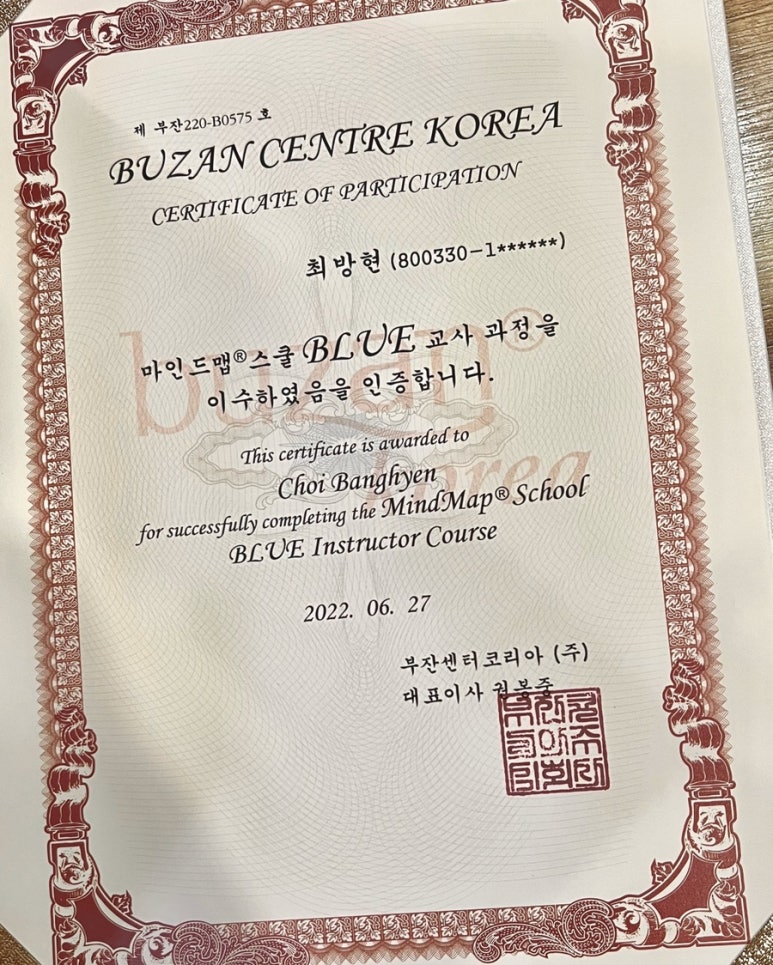 제 부잔220-B0575 호
BUZAN CENTRE KOREA
CERTIFICATE OF PARTICIPATION
최방현 (800330-1******)
마인드맵®스쿨 BLUE 교사 과정을
이수하였음을 인증합니다.
This certificate is awarded to
Choi Banghyen
for successfully completing the MindMap® School
BLUE Instructor Course
2022. 06. 27
부잔센터코리아 (주)
대표이사 권봉중
buzan®
korea